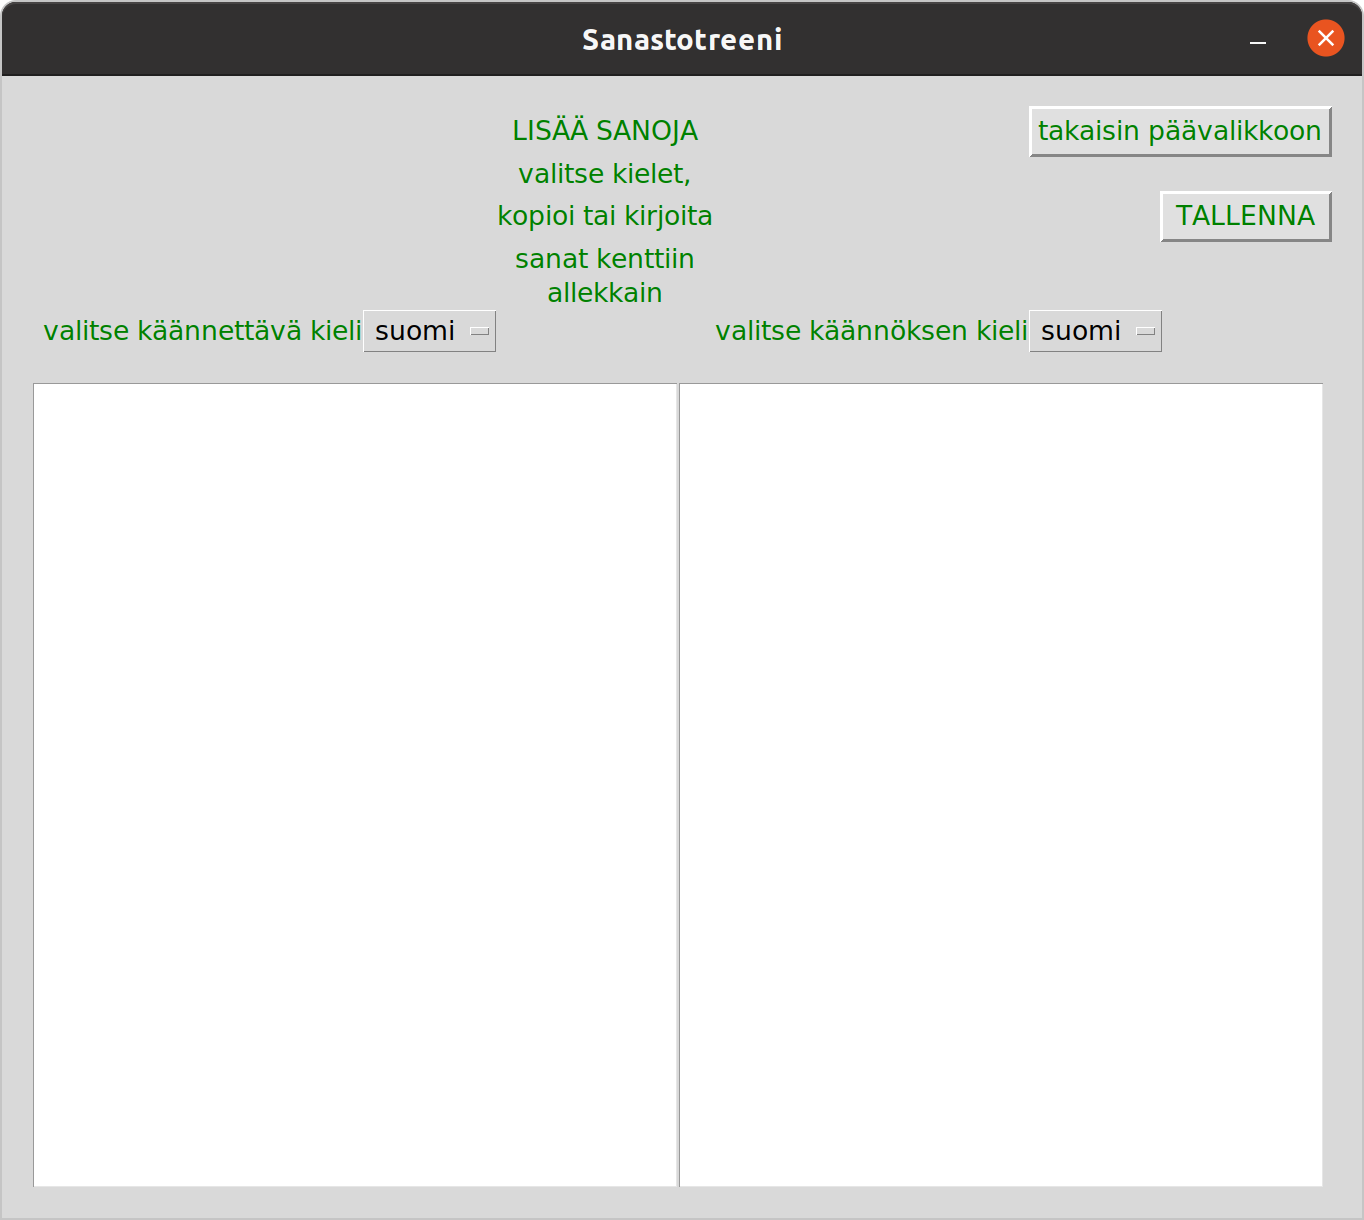 Sanastotreeni
LISÄÄ SANOJA
takaisin päävalikkoon
valitse kielet,
kopioi tai kirjoita
TALLENNA
sanat kenttiin
allekkain
valitse käännettävä kieli suomi
valitse käännöksen kieli suomi